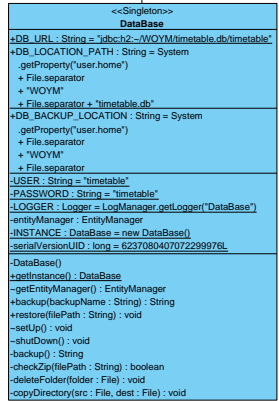 <<Singleton>>
DataBase
+DB_URL : String = "jdbc:h2:~/WOYM/timetable.db/timetable"
+DB_LOCATION_PATH : String = System
.getProperty("user.home")
+ File.separator
+ "WOYM"
+ File.separator + "timetable.db"
+DB_BACKUP_LOCATION : String = System
.getProperty("user.home")
+ File.separator
+ "WOYM"
+ File.separator
-USER : String = "timetable"
-PASSWORD : String = "timetable"
-LOGGER : Logger = LogManager.getLogger("DataBase")
-entityManager : EntityManager
-INSTANCE : DataBase = new DataBase()
-serialVersionUID : long = 6237080407072299976L
-DataBase()
+getInstance() : DataBase
~getEntityManager() : EntityManager
+backup(backupName : String) : String
+restore(filePath : String) : void
~setUp() : void
~shutDown() : void
-backup() : String
-checkZip(filePath : String) : boolean
-deleteFolder(folder : File) : void
-copyDirectory(src : File, dest : File) : void